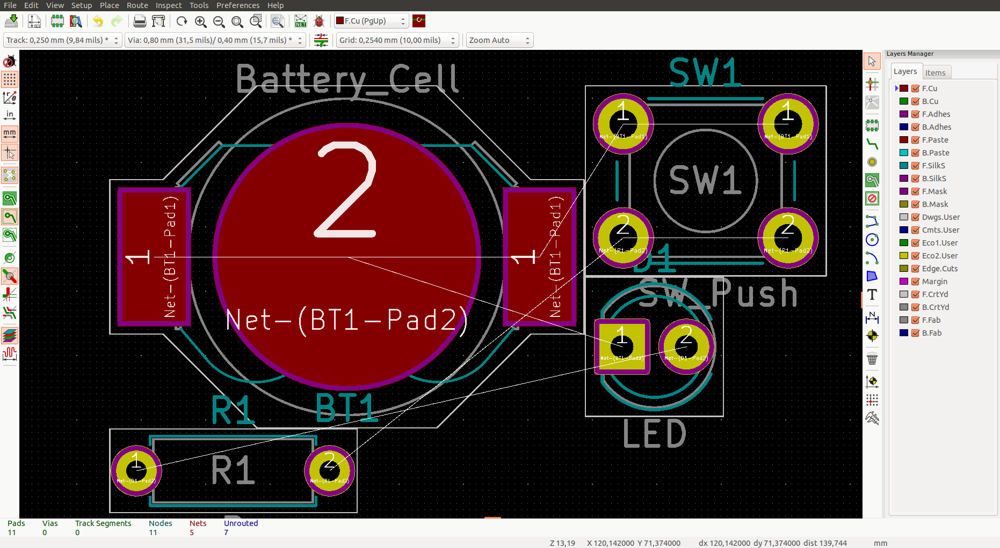 File Edit View Setup Place Route Inspect Tools Preferences Help
NET
F.Cu (PgUp)
Track: 0,250 mm (9,84 mils) *
Via: 0,80 mm (31,5 mils)/ 0,40 mm (15,7 mils) *
Grid: 0,2540 mm (10,00 mils)
Zoom Auto
in
mm
Battery_Cell
2
Net-(BT1-Pad2)
1
Net-(BT1-Pad1)
1
Net-(BT1-Pad1)
BT1
SW1
1
Net-(BT1-Pad1)
1
Net-(BT1-Pad1)
SW1
2
Net-(R1-Pad2)
2
Net-(R1-Pad2)
D1
SW_Push
1
Net-(BT1-Pad2)
2
Net-(D1-Pad2)
LED
R1
1
Net-(D1-Pad2)
R1
2
Net-(R1-Pad2)
T
N
Layers Manager
Layers Items
F.Cu
B.Cu
F.Adhes
B.Adhes
F.Paste
B.Paste
F.SilkS
B.SilkS
F.Mask
B.Mask
Dwgs.User
Cmts.User
Eco1.User
Eco2.User
Edge.Cuts
Margin
F.CrtYd
B.CrtYd
F.Fab
B.Fab
Pads Vias Track Segments Nodes Nets Unrouted
11 0 0 11 5 7
Z 13,19 X 120,142000 Y 71,374000 dx 120,142000 dy 71,374000 dist 139,744 mm